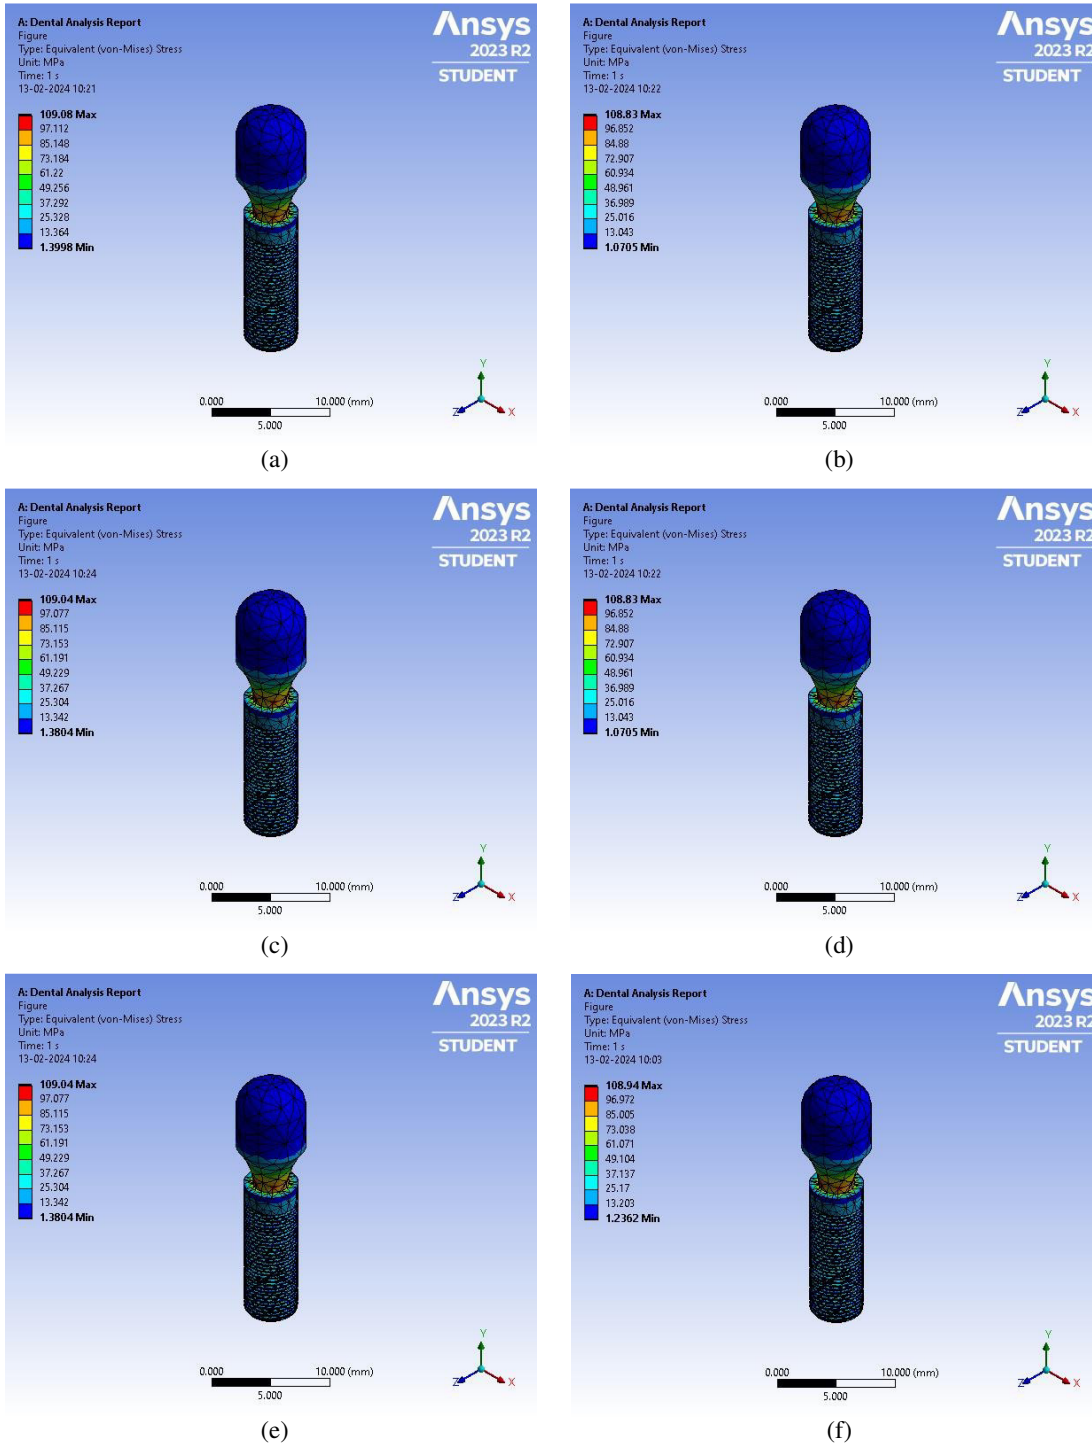 A: Dental Analysis Report
Figure
Type: Equivalent (von-Mises) Stress
Unit: MPa
Time: 1 s
13-02-2024 10:21
Ansys
2023 R2
STUDENT
109.08 Max
97.112
85.148
73.184
61.22
49.256
37.292
25.328
13.364
1.3998 Min
0.000
10.000 (mm)
5.000
Y
Z
X
(a)
A: Dental Analysis Report
Figure
Type: Equivalent (von-Mises) Stress
Unit: MPa
Time: 1 s
13-02-2024 10:22
Ansys
2023 R2
STUDENT
108.83 Max
96.852
84.88
72.907
60.934
48.961
36.989
25.016
13.043
1.0705 Min
0.000
10.000 (mm)
5.000
Y
Z
X
(b)
A: Dental Analysis Report
Figure
Type: Equivalent (von-Mises) Stress
Unit: MPa
Time: 1 s
13-02-2024 10:24
Ansys
2023 R2
STUDENT
109.04 Max
97.077
85.115
73.153
61.191
49.229
37.267
25.304
13.342
1.3804 Min
0.000
10.000 (mm)
5.000
Y
Z
X
(c)
A: Dental Analysis Report
Figure
Type: Equivalent (von-Mises) Stress
Unit: MPa
Time: 1 s
13-02-2024 10:22
Ansys
2023 R2
STUDENT
108.83 Max
96.852
84.88
72.907
60.934
48.961
36.989
25.016
13.043
1.0705 Min
0.000
10.000 (mm)
5.000
Y
Z
X
(d)
A: Dental Analysis Report
Figure
Type: Equivalent (von-Mises) Stress
Unit: MPa
Time: 1 s
13-02-2024 10:24
Ansys
2023 R2
STUDENT
109.04 Max
97.077
85.115
73.153
61.191
49.229
37.267
25.304
13.342
1.3804 Min
0.000
10.000 (mm)
5.000
Y
Z
X
(e)
A: Dental Analysis Report
Figure
Type: Equivalent (von-Mises) Stress
Unit: MPa
Time: 1 s
13-02-2024 10:03
Ansys
2023 R2
STUDENT
108.94 Max
96.972
85.005
73.038
61.071
49.104
37.137
25.17
13.203
1.2362 Min
0.000
10.000 (mm)
5.000
Y
Z
X
(f)